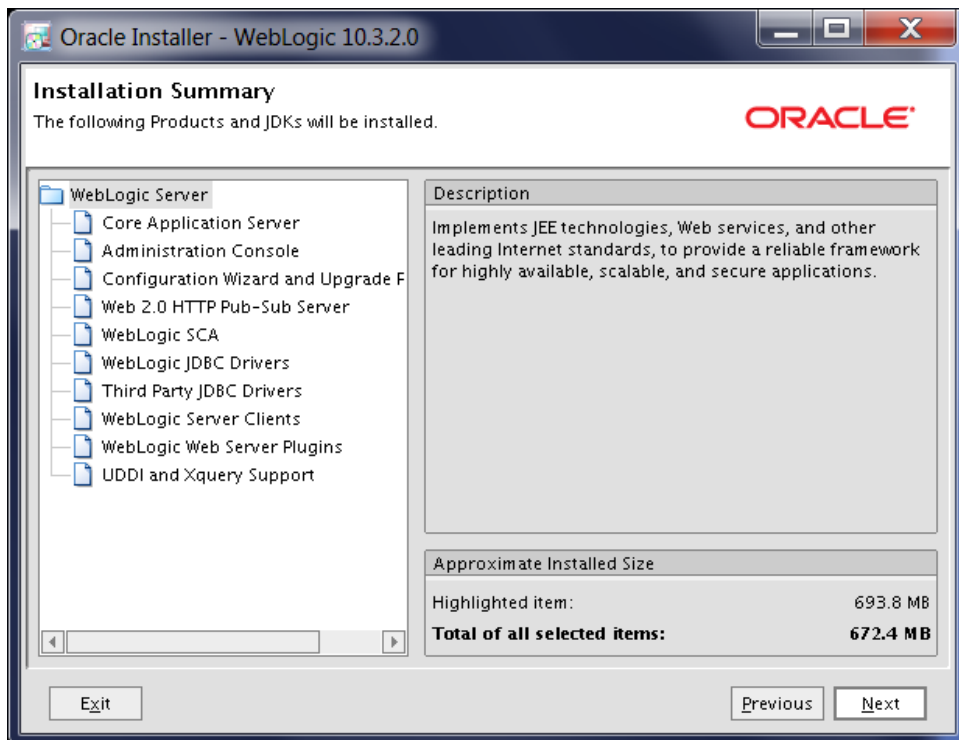 Oracle Installer - WebLogic 10.3.2.0
Installation Summary
The following Products and JDKs will be installed.
ORACLE
WebLogic Server
Core Application Server
Administration Console
Configuration Wizard and Upgrade F
Web 2.0 HTTP Pub-Sub Server
WebLogic SCA
WebLogic JDBC Drivers
Third Party JDBC Drivers
WebLogic Server Clients
WebLogic Web Server Plugins
UDDI and Xquery Support
Description
Implements JEE technologies, Web services, and other
leading Internet standards, to provide a reliable framework
for highly available, scalable, and secure applications.
Approximate Installed Size
Highlighted item: 693.8 MB
Total of all selected items: 672.4 MB
Exit
Previous
Next